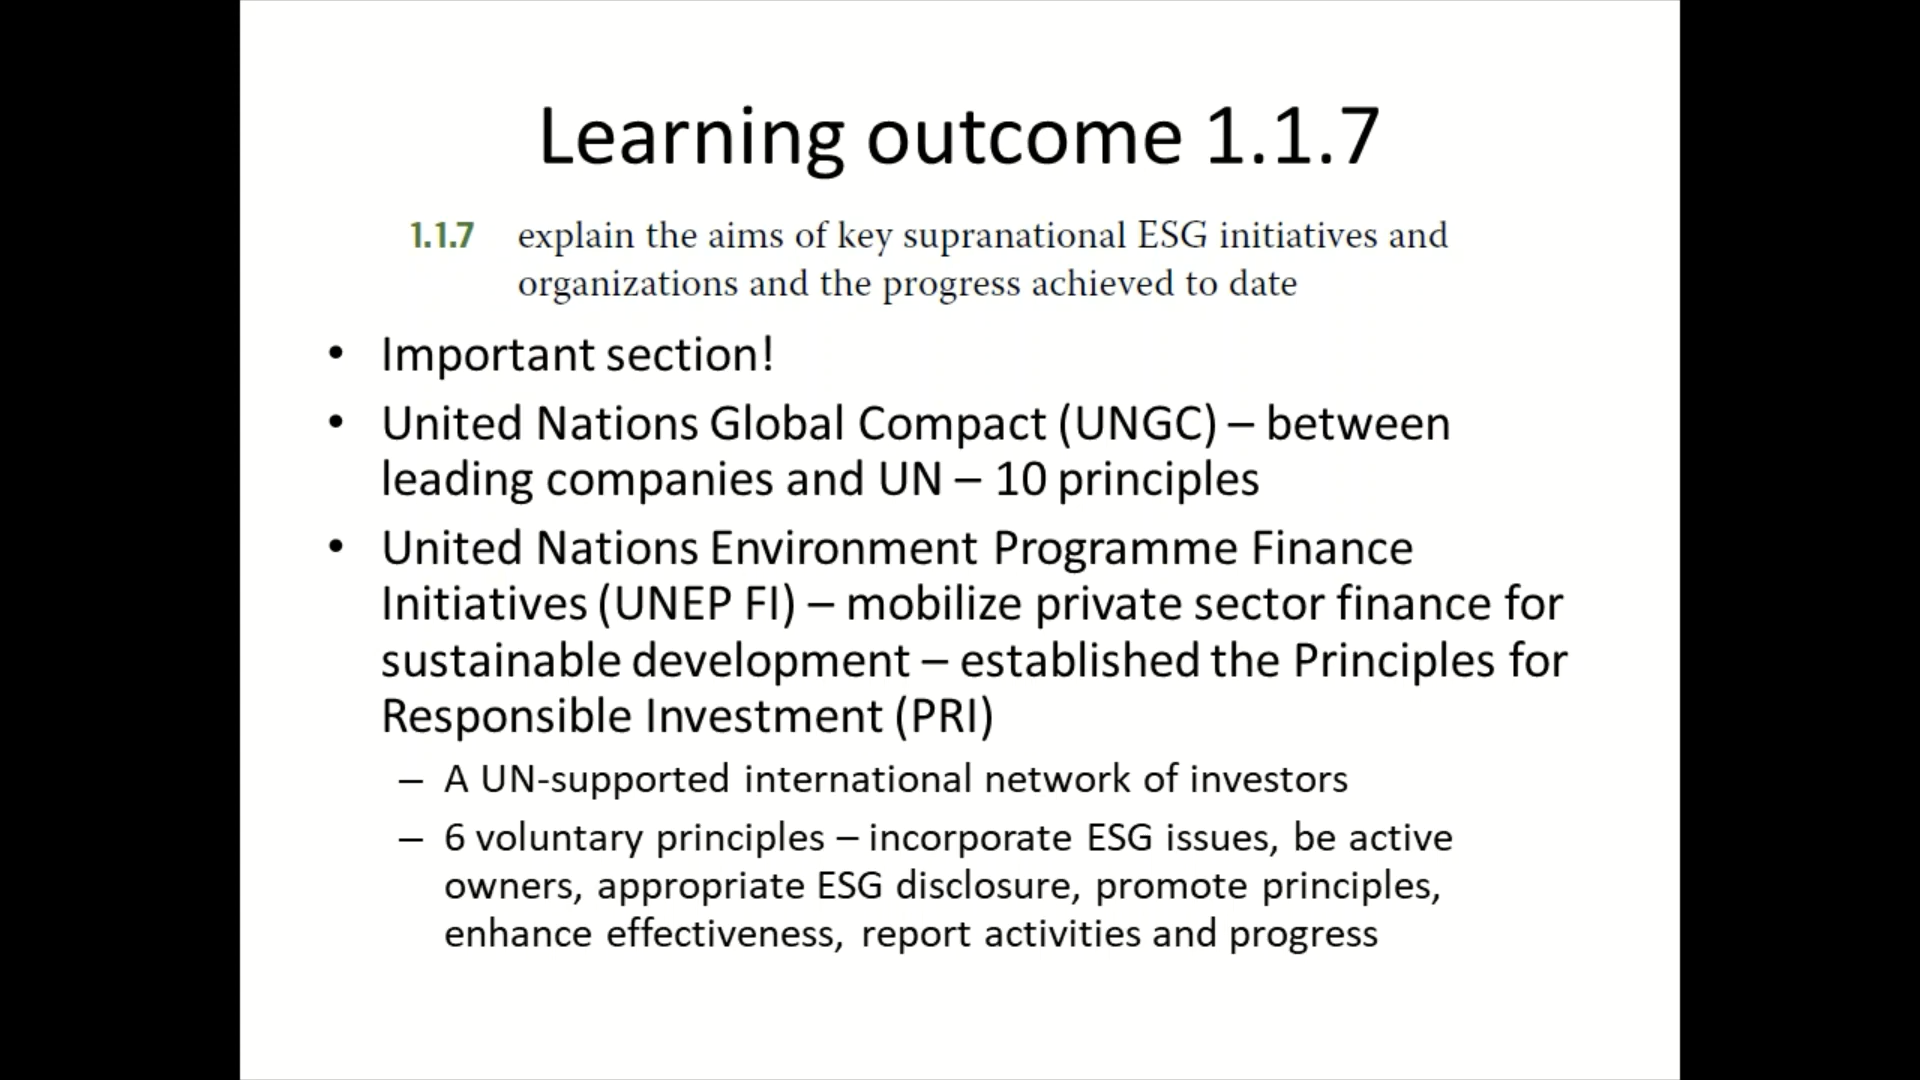 Learning outcome 1.1.7
1.1.7 explain the aims of key supranational ESG initiatives and
organizations and the progress achieved to date
• Important section!
• United Nations Global Compact (UNGC) – between
leading companies and UN – 10 principles
• United Nations Environment Programme Finance
Initiatives (UNEP FI) – mobilize private sector finance for
sustainable development – established the Principles for
Responsible Investment (PRI)
– A UN-supported international network of investors
– 6 voluntary principles – incorporate ESG issues, be active
owners, appropriate ESG disclosure, promote principles,
enhance effectiveness, report activities and progress